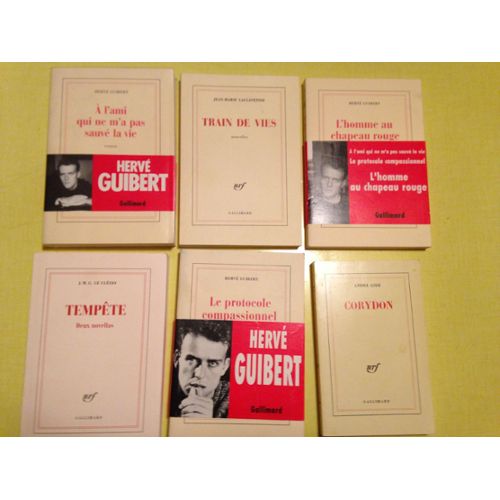 HERVÉ GUIBERT
À l'ami
qui ne m'a pas
sauvé la vie
roman
HERVÉ
GUIBERT
Gallimard
JEAN-MARIE LACLAVETINE
TRAIN DE VIES
nouvelles
nrf
GALLIMARD
HERVÉ GUIBERT
L'homme au
chapeau rouge
À l'ami qui ne m'a pas sauvé la vie
Le protocole compassionnel
L'homme
au chapeau rouge
Gallimard
J. M. G. LE CLÉZIO
TEMPÊTE
Deux novellas
nrf
GALLIMARD
HERVÉ GUIBERT
Le protocole
compassionnel
HERVÉ
GUIBERT
Gallimard
ANDRÉ GIDE
CORYDON
nrf
GALLIMARD